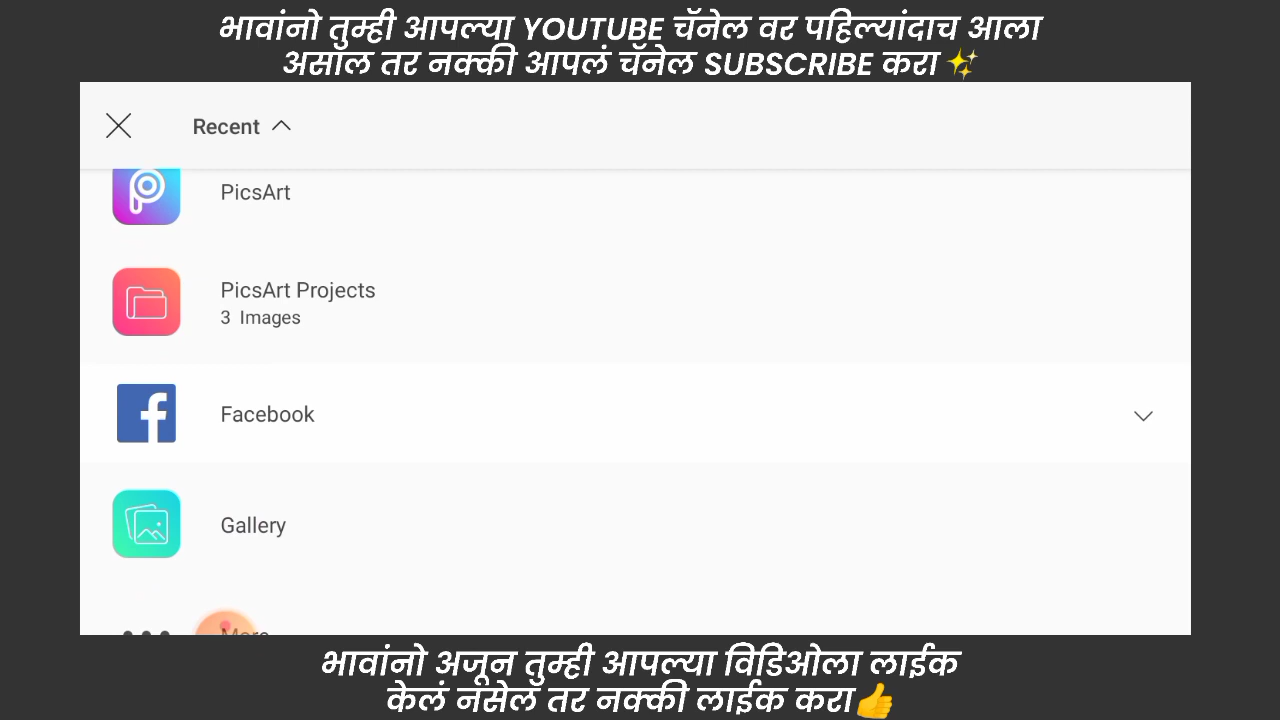 भावांनो तुम्ही आपल्या YOUTUBE चॅनेल वर पहिल्यांदाच आला
असाल तर नक्की आपलं चॅनेल SUBSCRIBE करा ✨
Recent
PicsArt
PicsArt Projects
3 Images
Facebook
Gallery
More
भावांनो अजून तुम्ही आपल्या विडिओला लाईक
केलं नसेल तर नक्की लाईक करा👍